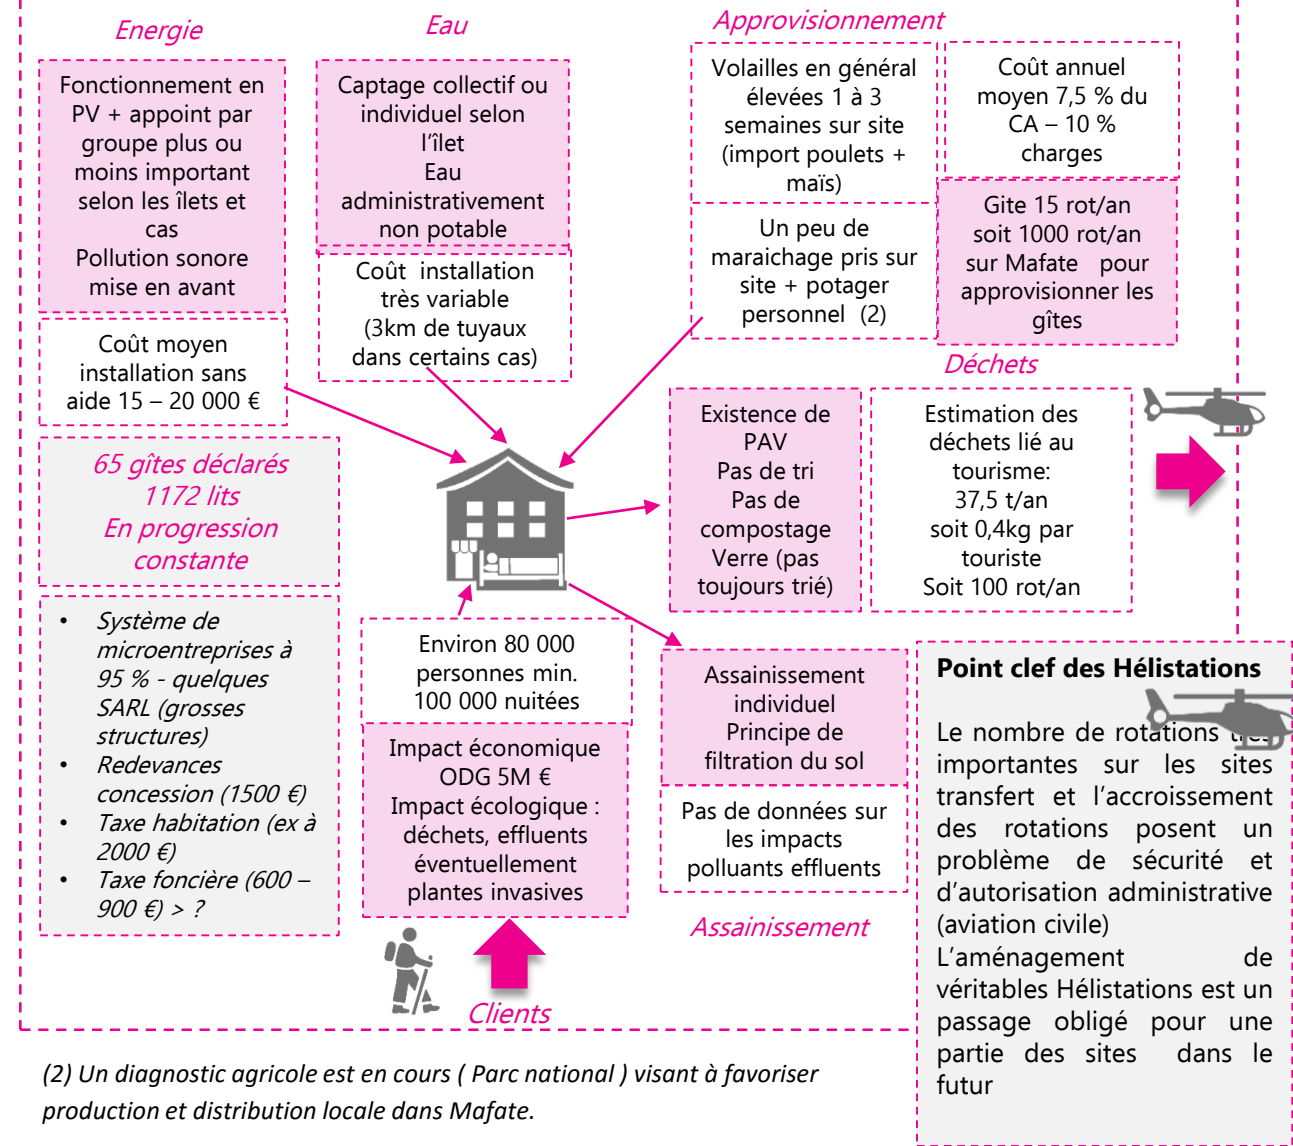 Energie
Fonctionnement en
PV + appoint par
groupe plus ou
moins important
selon les îlets et
cas
Pollution sonore
mise en avant
Coût moyen
installation sans
aide 15 – 20 000 €
Eau
Captage collectif ou
individuel selon
l’îlet
Eau
administrativement
non potable
Coût  installation
très variable
(3km de tuyaux
dans certains cas)
Approvisionnement
Volailles en général
élevées 1 à 3
semaines sur site
(import poulets +
maïs)
Un peu de
maraichage pris sur
site + potager
personnel  (2)
Coût annuel
moyen 7,5 % du
CA – 10 %
charges
Gite 15 rot/an
soit 1000 rot/an
sur Mafate   pour
approvisionner les
gîtes
65 gîtes déclarés
1172 lits
En progression
constante
• Système de
microentreprises à
95 % - quelques
SARL (grosses
structures)
• Redevances
concession (1500 €)
• Taxe habitation (ex à
2000 €)
• Taxe foncière (600 –
900 €) > ?
Déchets
Existence de
PAV
Pas de tri
Pas de
compostage
Verre (pas
toujours trié)
Estimation des
déchets lié au
tourisme:
37,5 t/an
soit 0,4kg par
touriste
Soit 100 rot/an
Environ 80 000
personnes min.
100 000 nuitées
Impact économique
ODG 5M €
Impact écologique :
déchets, effluents
éventuellement
plantes invasives
Clients
Assainissement
individuel
Principe de
filtration du sol
Pas de données sur
les impacts
polluants effluents
Assainissement
Point clef des Hélistations
Le nombre de rotations très
importantes sur les sites
transfert et l’accroissement
des rotations posent un
problème de sécurité et
d’autorisation administrative
(aviation civile)
L’aménagement de
véritables Hélistations est un
passage obligé pour une
partie des sites dans le
futur
(2) Un diagnostic agricole est en cours ( Parc national ) visant à favoriser
production et distribution locale dans Mafate.